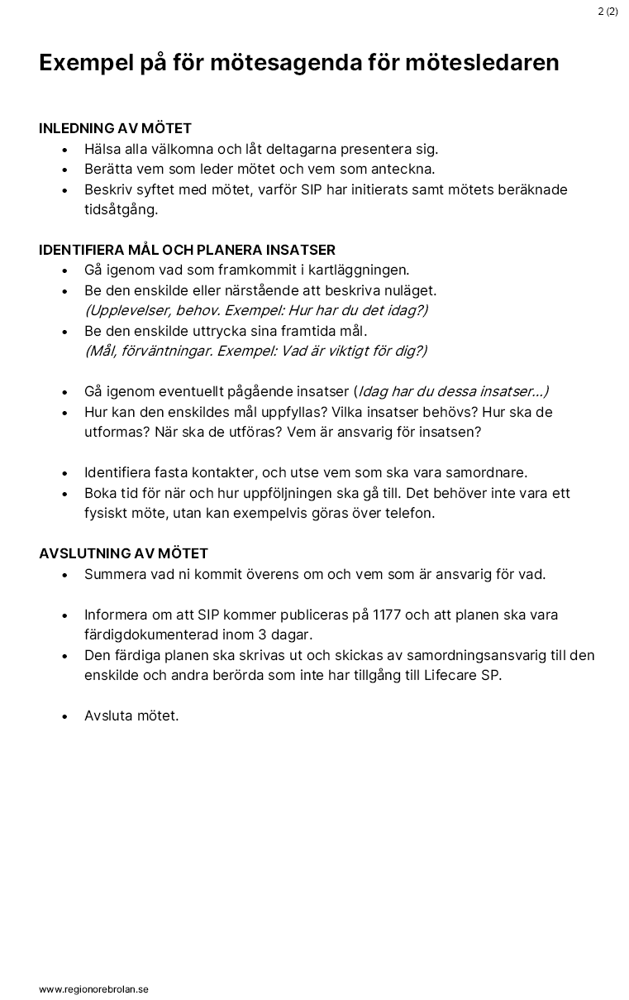 2 (2)
Exempel på för mötesagenda för mötesledaren
INLEDNING AV MÖTET
• Hälsa alla välkomna och låt deltagarna presentera sig.
• Berätta vem som leder mötet och vem som anteckna.
• Beskriv syftet med mötet, varför SIP har initierats samt mötets beräknade
tidsåtgång.
IDENTIFIERA MÅL OCH PLANERA INSATSER
• Gå igenom vad som framkommit i kartläggningen.
• Be den enskilde eller närstående att beskriva nuläget.
(Upplevelser, behov. Exempel: Hur har du det idag?)
• Be den enskilde uttrycka sina framtida mål.
(Mål, förväntningar. Exempel: Vad är viktigt för dig?)
• Gå igenom eventuellt pågående insatser (Idag har du dessa insatser...)
• Hur kan den enskildes mål uppfyllas? Vilka insatser behövs? Hur ska de
utformas? När ska de utföras? Vem är ansvarig för insatsen?
• Identifiera fasta kontakter, och utse vem som ska vara samordnare.
• Boka tid för när och hur uppföljningen ska gå till. Det behöver inte vara ett
fysiskt möte, utan kan exempelvis göras över telefon.
AVSLUTNING AV MÖTET
• Summera vad ni kommit överens om och vem som är ansvarig för vad.
• Informera om att SIP kommer publiceras på 1177 och att planen ska vara
färdigdokumenterad inom 3 dagar.
• Den färdiga planen ska skrivas ut och skickas av samordningsansvarig till den
enskilde och andra berörda som inte har tillgång till Lifecare SP.
• Avsluta mötet.
www.regionorebrolan.se